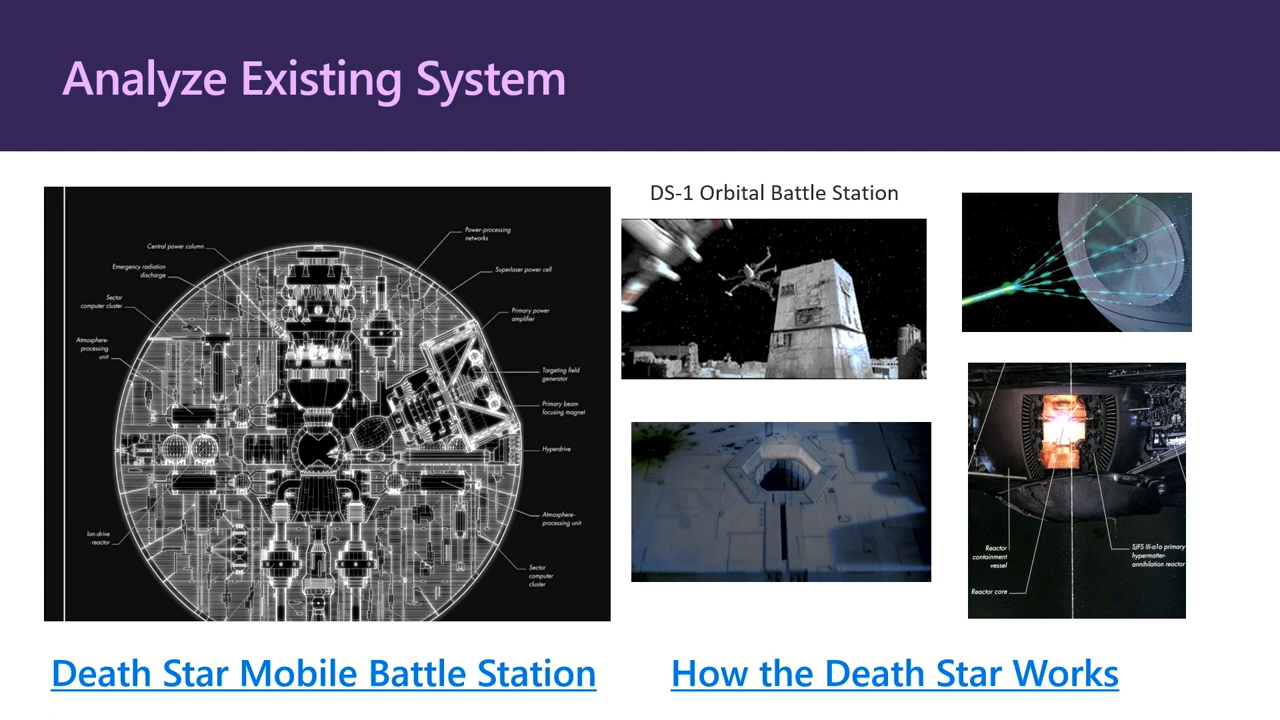 Analyze Existing System
DS-1 Orbital Battle Station
Power-processing
networks
Central power column
Emergency radiation
discharge
Superlaser power cell
Sector
computer cluster
Primary power
amplifier
Atmosphere-
processing
unit
Targeting field
generator
Primary beam
focusing magnet
Hyperdrive
Atmosphere-
processing unit
Ion-drive
reactor
Sector
computer
cluster
Reactor
containment
vessel
SJFS III-a1a primary
hypermatter-
annihilation reactor
Reactor core
Death Star Mobile Battle Station
How the Death Star Works